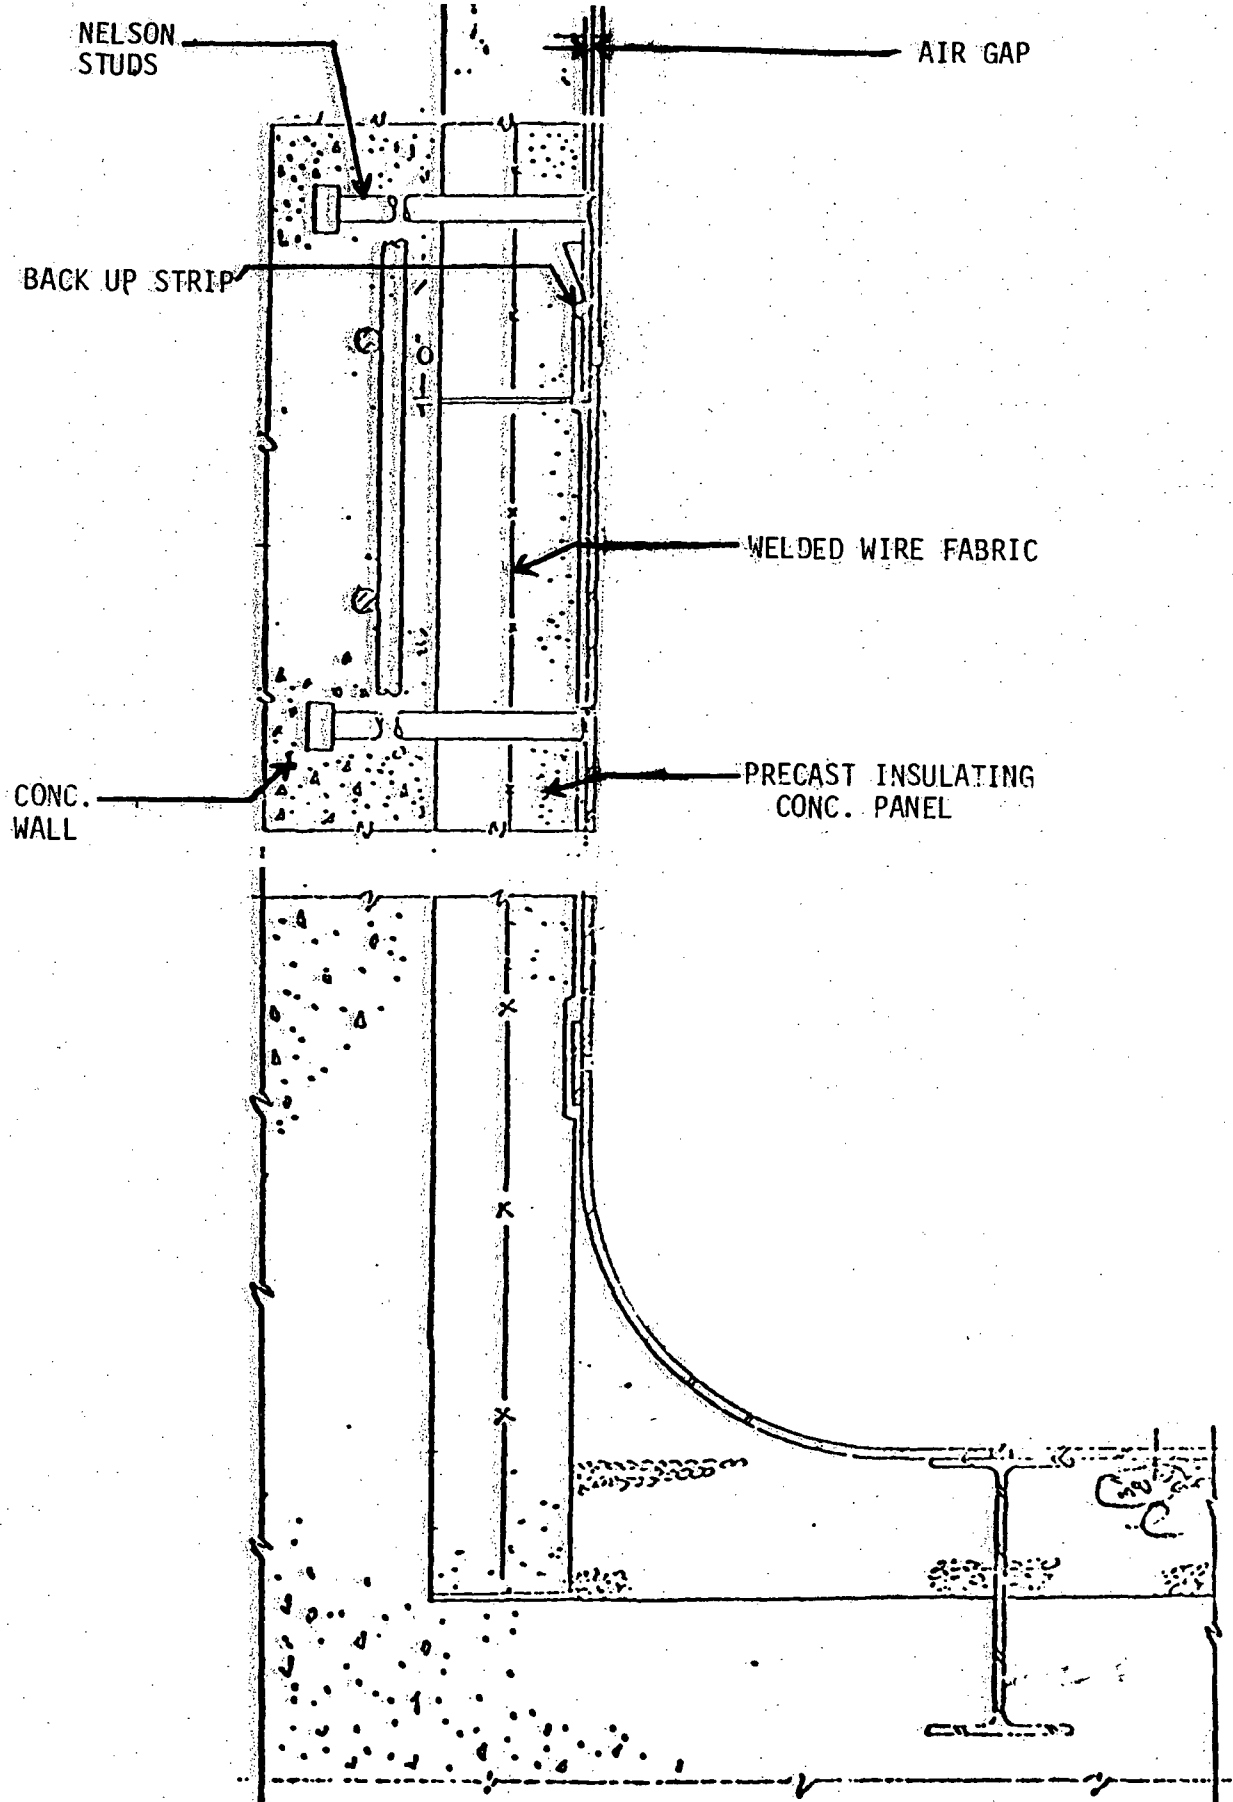 NELSON
STUDS
AIR GAP
BACK UP STRIP
WELDED WIRE FABRIC
PRECAST INSULATING
CONC. PANEL
CONC.
WALL